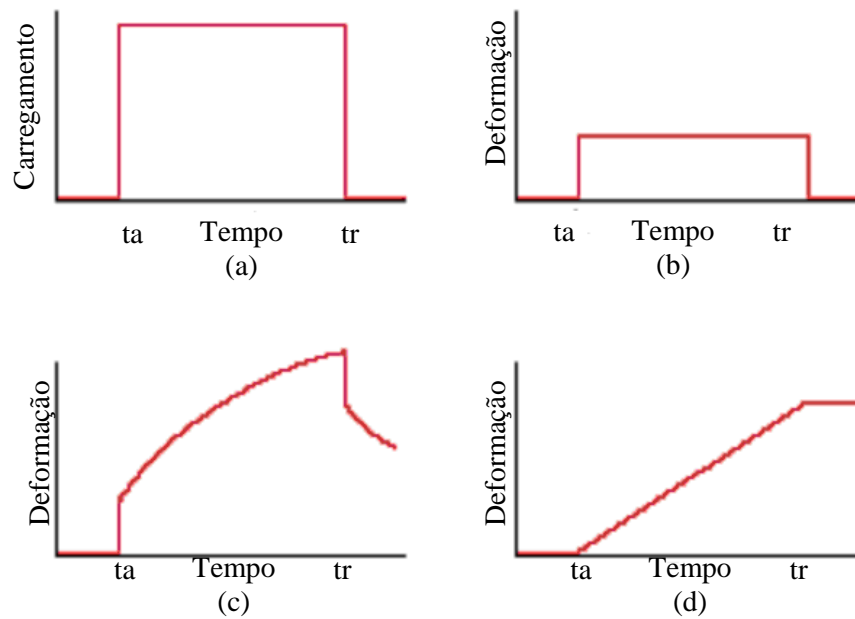 Carregamento
ta Tempo tr
(a)
Deformação
ta Tempo tr
(b)
Deformação
ta Tempo tr
(c)
Deformação
ta Tempo tr
(d)